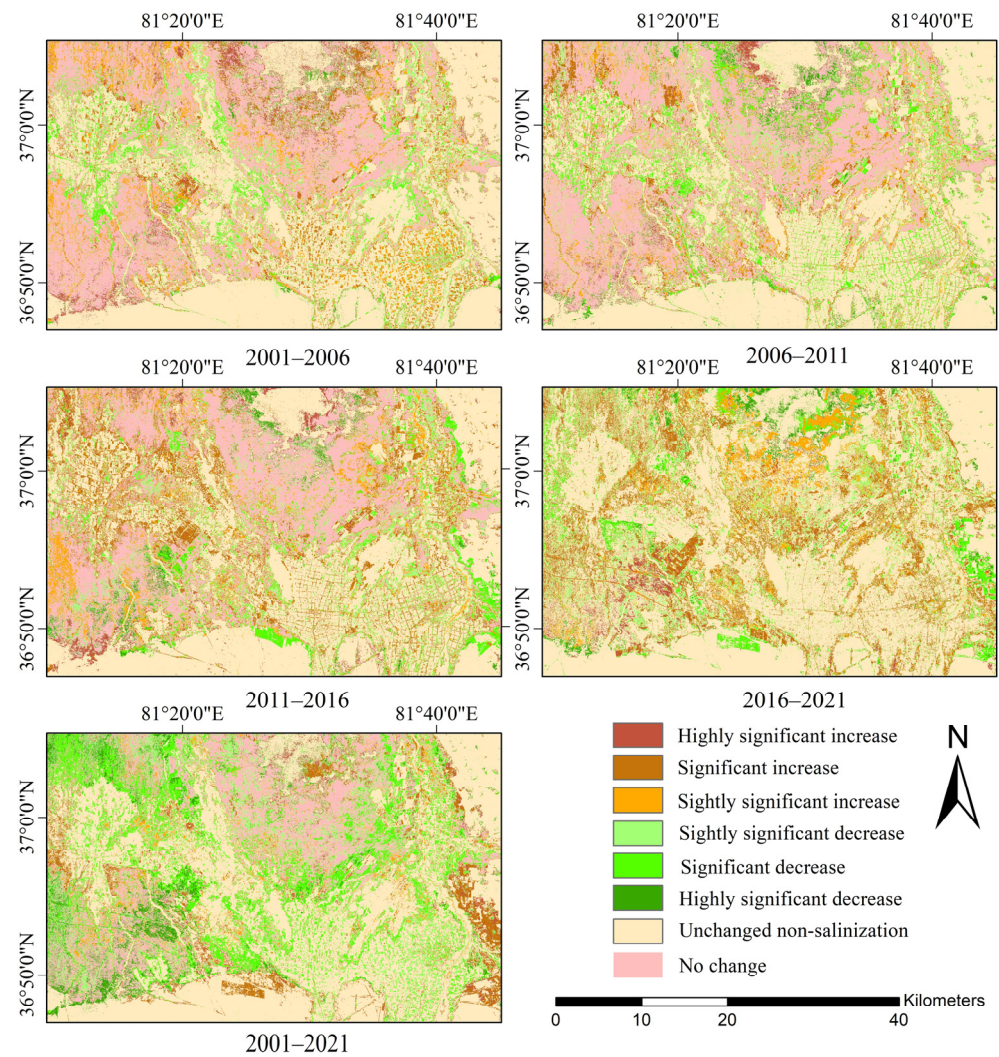 81°20'0"E 81°40'0"E 81°20'0"E 81°40'0"E
37°0'0"N
36°50'0"N
37°0'0"N
36°50'0"N
2001–2006
2006–2011
81°20'0"E 81°40'0"E 81°20'0"E 81°40'0"E
37°0'0"N
36°50'0"N
37°0'0"N
36°50'0"N
2011–2016
2016–2021
81°20'0"E 81°40'0"E
37°0'0"N
36°50'0"N
2001–2021
Highly significant increase
Significant increase
Sightly significant increase
Sightly significant decrease
Significant decrease
Highly significant decrease
Unchanged non-salinization
No change
N
Kilometers
0 10 20 40